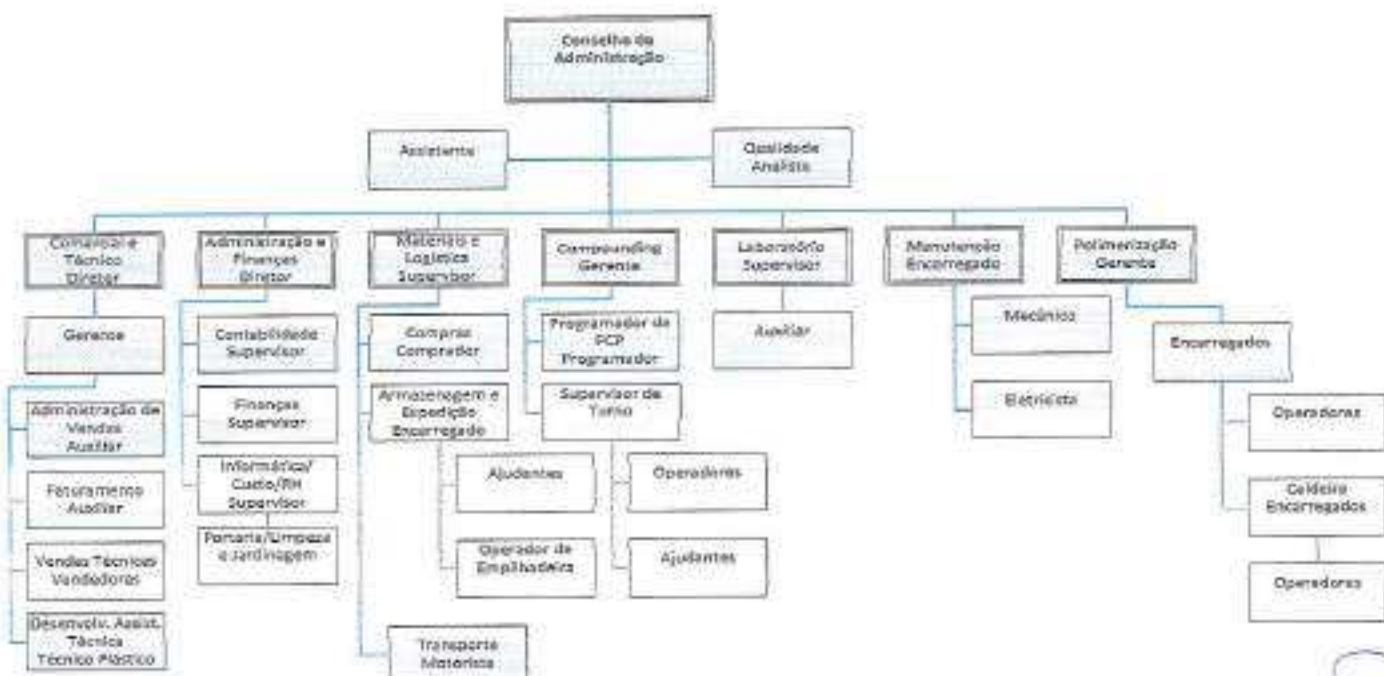 Conselho de
Administração
Assistente
Qualidade
Analista
Comercial e
Técnico
Diretor
Administração e
Finanças
Diretor
Materiais e
Logística
Supervisor
Compounding
Gerente
Laboratório
Supervisor
Manutenção
Encarregado
Polimerização
Gerente
Gerente
Administração de
Vendas
Auxiliar
Faturamento
Auxiliar
Vendas Técnicas
Vendedores
Desenvolv. Assist.
Técnica
Técnico Plástico
Contabilidade
Supervisor
Finanças
Supervisor
Informática/
Custo/RH
Supervisor
Portaria/Limpeza
e Jardinagem
Compras
Comprador
Armazenagem e
Expedição
Encarregado
Ajudantes
Operador de
Empilhadeira
Transporte
Motorista
Programador de
PCP
Programador
Supervisor de
Turno
Operadores
Ajudantes
Auxiliar
Mecânico
Eletricista
Encarregados
Operadores
Caldeira
Encarregados
Operadores